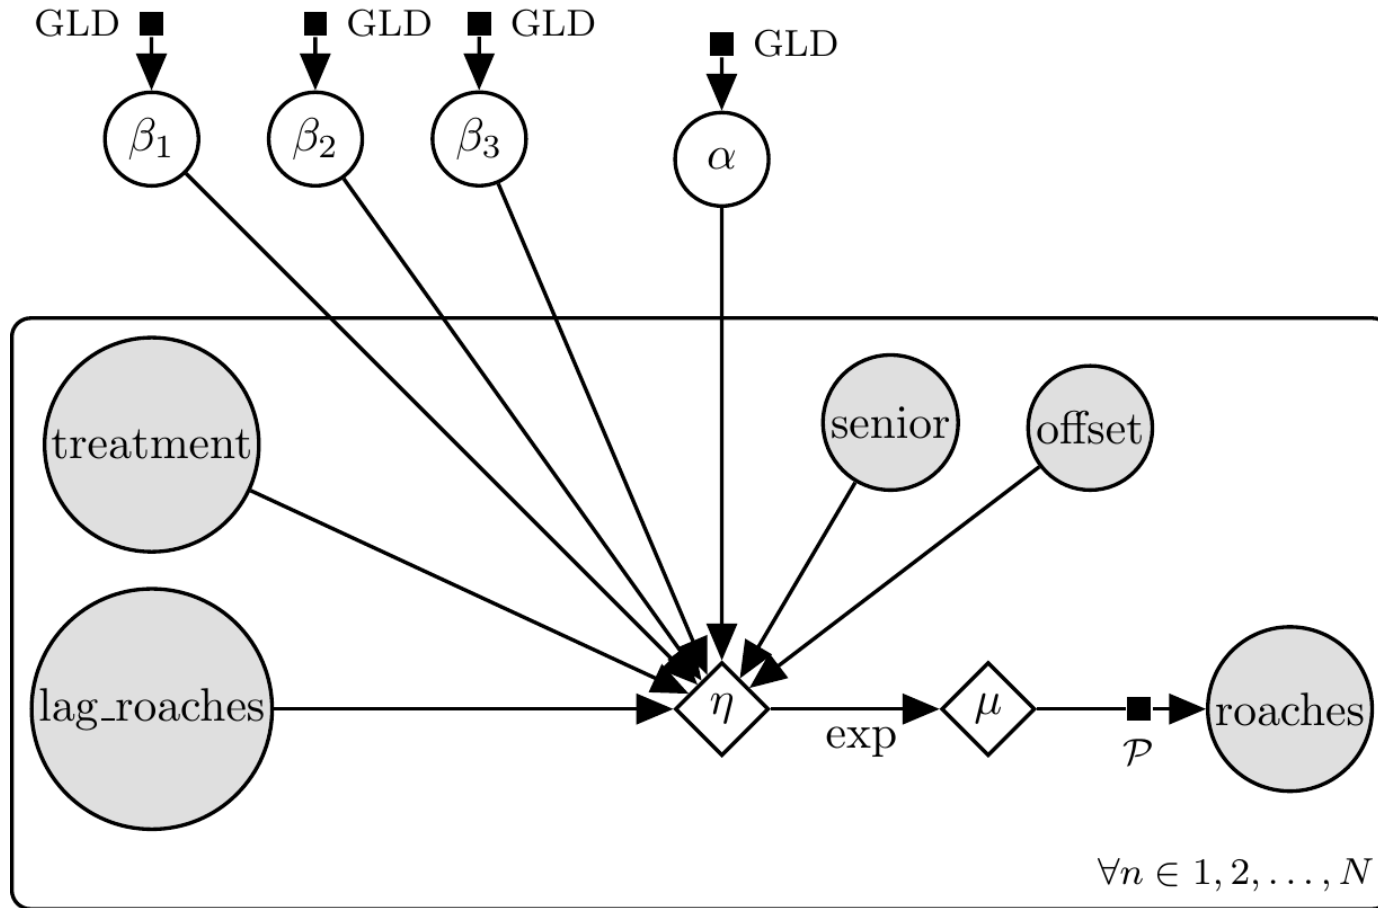 GLD GLD GLD GLD
β₁ β₂ β₃ α
treatment senior offset
lag_roaches η exp μ 𝒫 roaches
∀n ∈ 1, 2, . . . , N